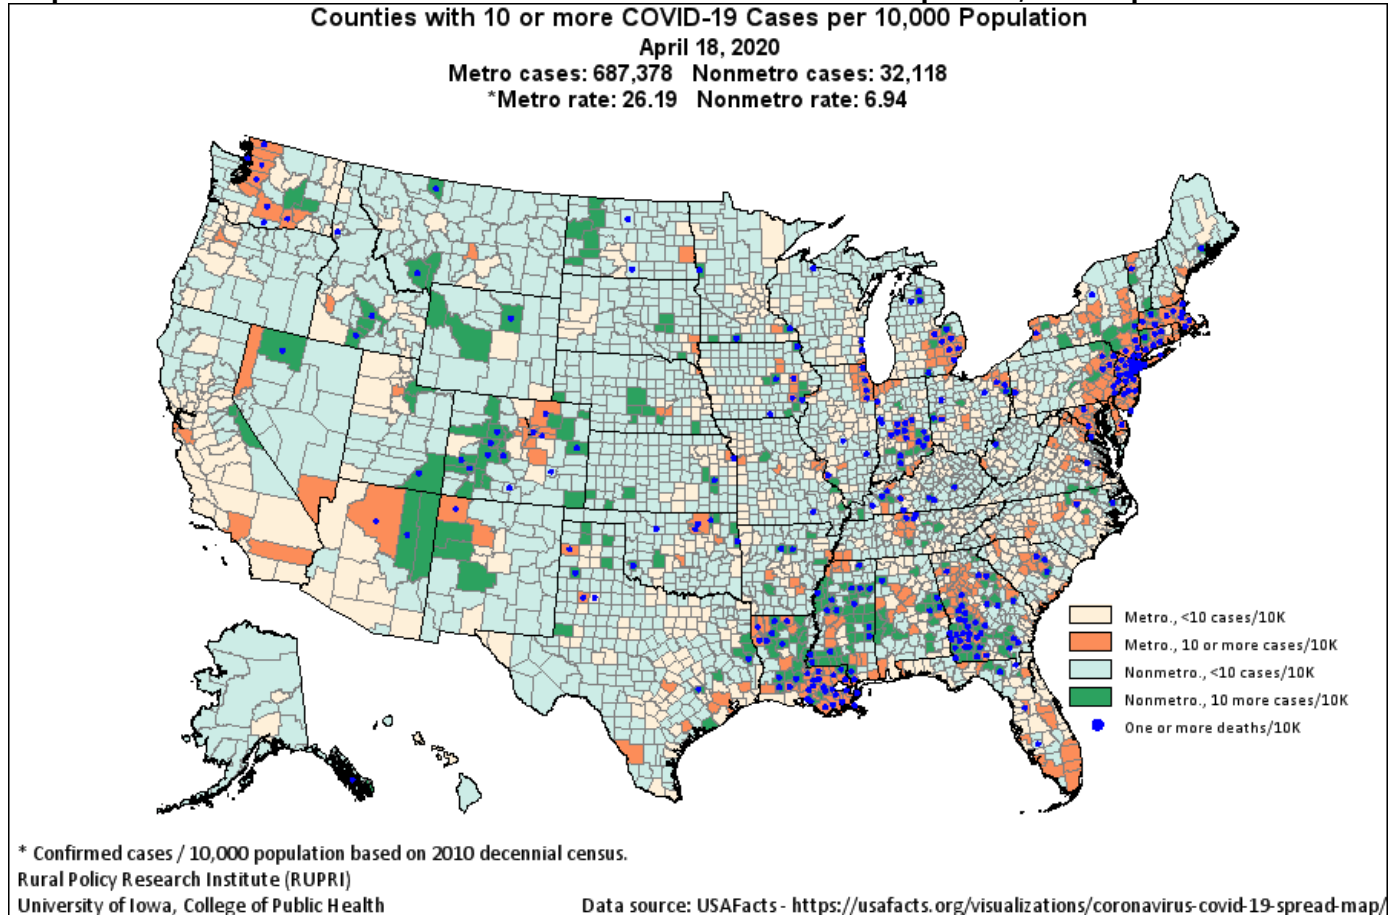 Counties with 10 or more COVID-19 Cases per 10,000 Population
April 18, 2020
Metro cases: 687,378 Nonmetro cases: 32,118
*Metro rate: 26.19 Nonmetro rate: 6.94
Metro., <10 cases/10K
Metro., 10 or more cases/10K
Nonmetro., <10 cases/10K
Nonmetro., 10 more cases/10K
One or more deaths/10K
* Confirmed cases / 10,000 population based on 2010 decennial census.
Rural Policy Research Institute (RUPRI)
University of Iowa, College of Public Health
Data source: USAFacts - https://usafacts.org/visualizations/coronavirus-covid-19-spread-map/